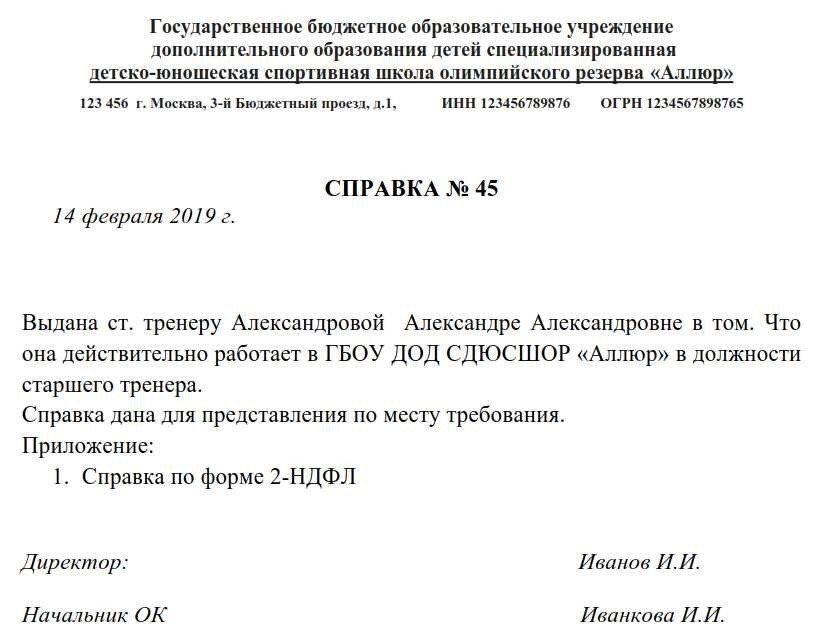 Государственное бюджетное образовательное учреждение
дополнительного образования детей специализированная
детско-юношеская спортивная школа олимпийского резерва «Аллюр»
123 456 г. Москва, 3-й Бюджетный проезд, д.1, ИНН 123456789876 ОГРН 1234567898765
СПРАВКА № 45
14 февраля 2019 г.
Выдана ст. тренеру Александровой Александре Александровне в том. Что
она действительно работает в ГБОУ ДОД СДЮСШОР «Аллюр» в должности
старшего тренера.
Справка дана для представления по месту требования.
Приложение:
1. Справка по форме 2-НДФЛ
Директор: Иванов И.И.
Начальник ОК Иванкова И.И.